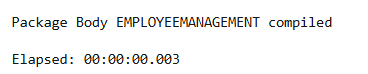 Package Body EMPLOYEEMANAGEMENT compiled
Elapsed: 00:00:00.003